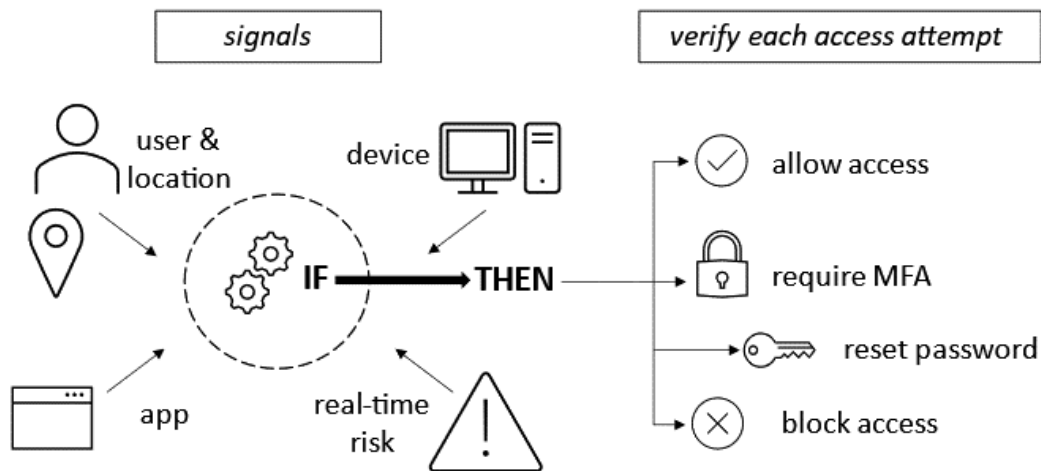 signals
verify each access attempt
user &
location
device
allow access
IF
THEN
require MFA
reset password
app
real-time
risk
block access